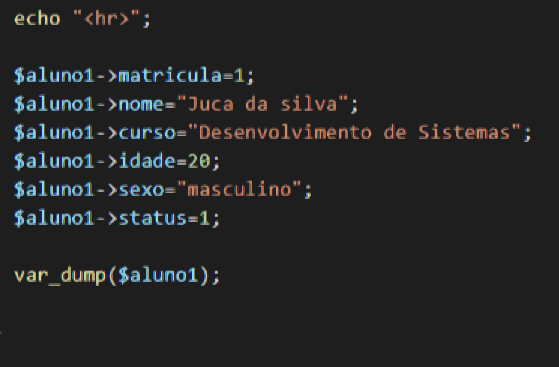 echo "<hr>";
$aluno1->matricula=1;
$aluno1->nome="Juca da silva";
$aluno1->curso="Desenvolvimento de Sistemas";
$aluno1->idade=20;
$aluno1->sexo="masculino";
$aluno1->status=1;
var_dump($aluno1);